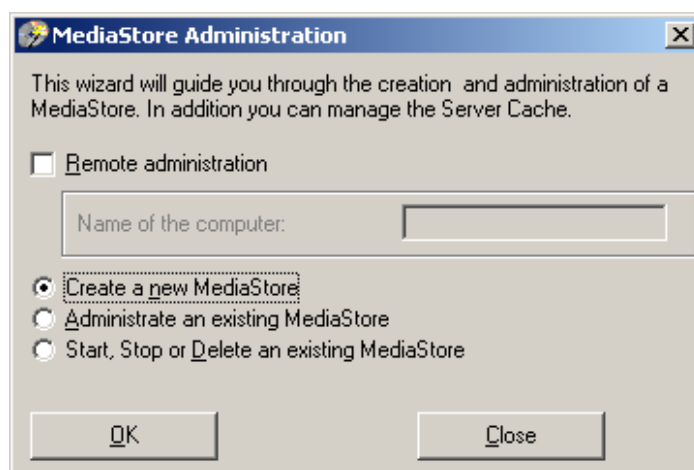 MediaStore Administration
This wizard will guide you through the creation and administration of a
MediaStore. In addition you can manage the Server Cache.
Remote administration
Name of the computer:
Create a new MediaStore
Administrate an existing MediaStore
Start, Stop or Delete an existing MediaStore
OK Close